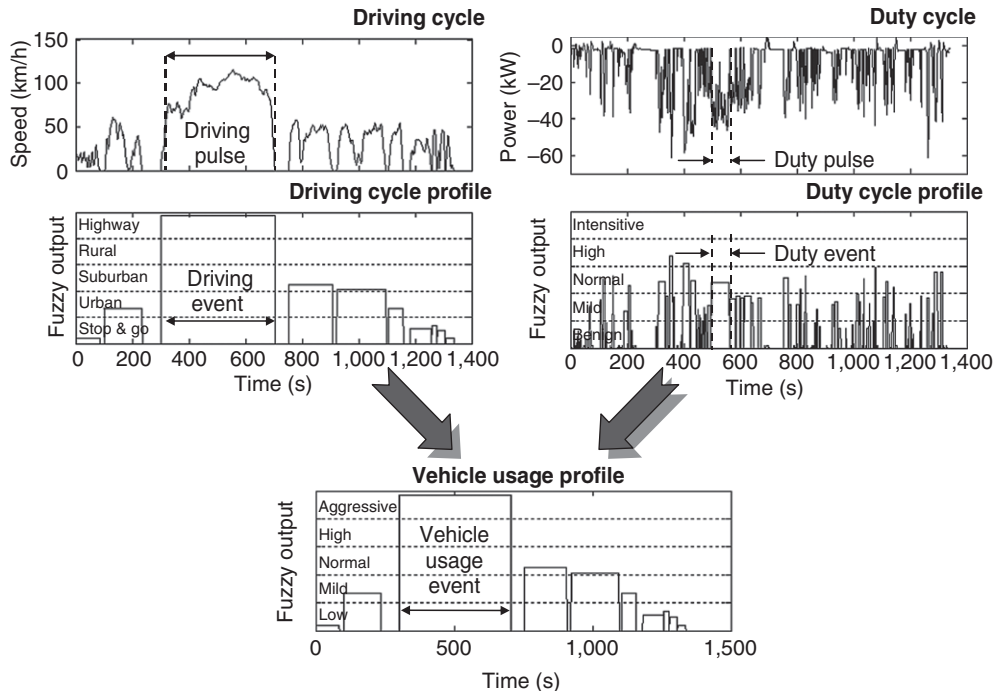 Driving cycle
Speed (km/h)
150
100
50
0
Driving
pulse
Driving cycle profile
Fuzzy output
Highway
Rural
Suburban
Urban
Stop & go
Driving
event
0 200 400 600 800 1,000 1,200 1,400
Time (s)
Duty cycle
Power (kW)
0
−20
−40
−60
Duty pulse
Duty cycle profile
Fuzzy output
Intensitive
High
Normal
Mild
Benign
Duty event
0 200 400 600 800 1,000 1,200 1,400
Time (s)
Vehicle usage profile
Fuzzy output
Aggressive
High
Normal
Mild
Low
Vehicle
usage
event
0 500 1,000 1,500
Time (s)